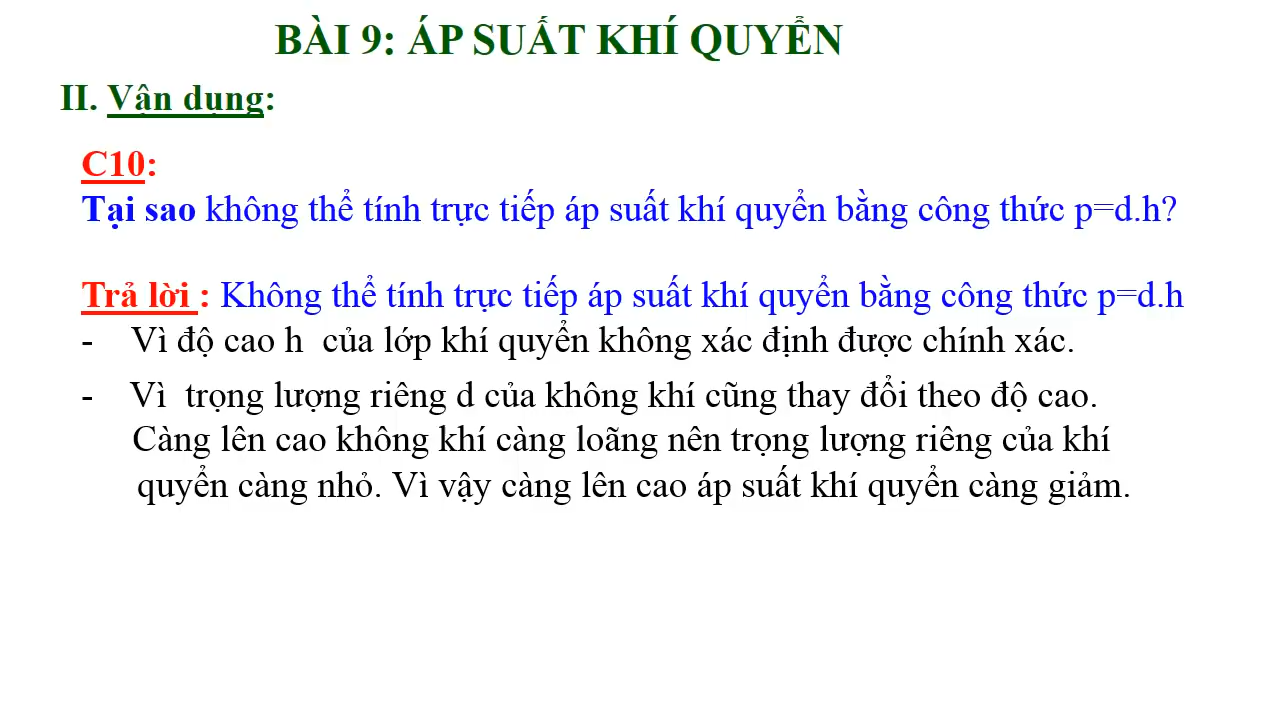 BÀI 9: ÁP SUẤT KHÍ QUYỂN
II. Vận dụng:
C10:
Tại sao không thể tính trực tiếp áp suất khí quyển bằng công thức p=d.h?
Trả lời : Không thể tính trực tiếp áp suất khí quyển bằng công thức p=d.h
- Vì độ cao h của lớp khí quyển không xác định được chính xác.
- Vì trọng lượng riêng d của không khí cũng thay đổi theo độ cao.
Càng lên cao không khí càng loãng nên trọng lượng riêng của khí
quyển càng nhỏ. Vì vậy càng lên cao áp suất khí quyển càng giảm.